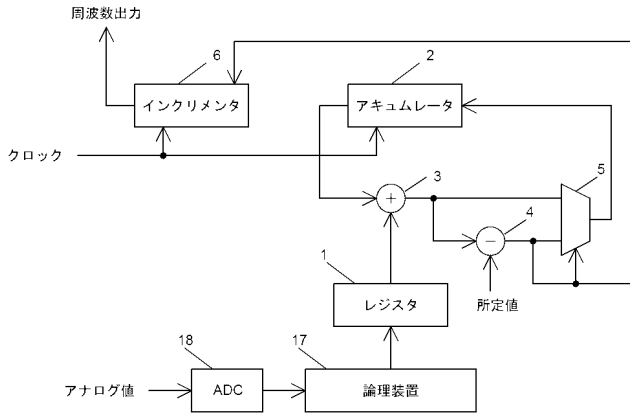 周波数出力
6
2
インクリメンタ
アキュムレータ
クロック
3
5
+
4
−
1
所定値
レジスタ
18
17
アナログ値
ADC
論理装置